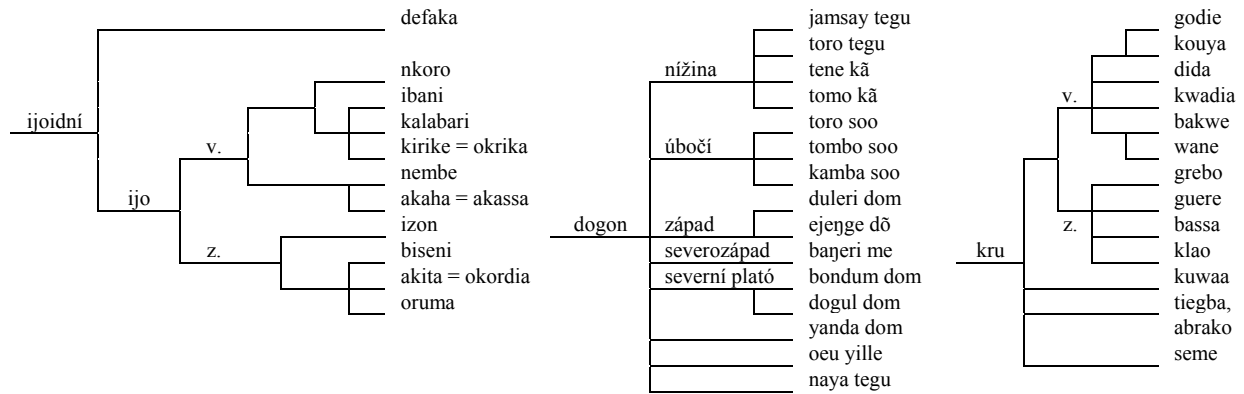 ijoidní
ijo
v.
z.
defaka
nkoro
ibani
kalabari
kirike = okrika
nembe
akaha = akassa
izon
biseni
akita = okordia
oruma
dogon
nížina
úbočí
západ
severozápad
severní plató
jamsay tegu
toro tegu
tene kã
tomo kã
toro soo
tombo soo
kamba soo
duleri dom
ejeŋge dõ
baŋeri me
bondum dom
dogul dom
yanda dom
oeu yille
naya tegu
kru
v.
z.
godie
kouya
dida
kwadia
bakwe
wane
grebo
guere
bassa
klao
kuwaa
tiegba,
abrako
seme